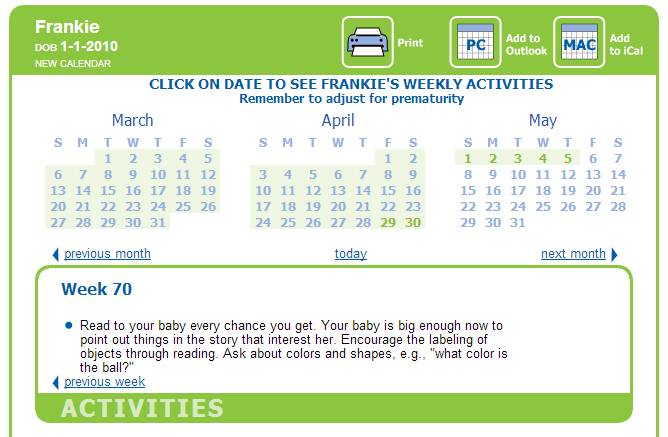 Frankie
DOB 1-1-2010
NEW CALENDAR
Print
PC
Add to
Outlook
MAC
Add
to iCal
CLICK ON DATE TO SEE FRANKIE'S WEEKLY ACTIVITIES
Remember to adjust for prematurity
March
S M T W T F S
1 2 3 4 5
6 7 8 9 10 11 12
13 14 15 16 17 18 19
20 21 22 23 24 25 26
27 28 29 30 31
April
S M T W T F S
1 2
3 4 5 6 7 8 9
10 11 12 13 14 15 16
17 18 19 20 21 22 23
24 25 26 27 28 29 30
May
S M T W T F S
1 2 3 4 5 6 7
8 9 10 11 12 13 14
15 16 17 18 19 20 21
22 23 24 25 26 27 28
29 30 31
previous month
today
next month
Week 70
Read to your baby every chance you get. Your baby is big enough now to
point out things in the story that interest her. Encourage the labeling of
objects through reading. Ask about colors and shapes, e.g., "what color is
the ball?"
previous week
ACTIVITIES